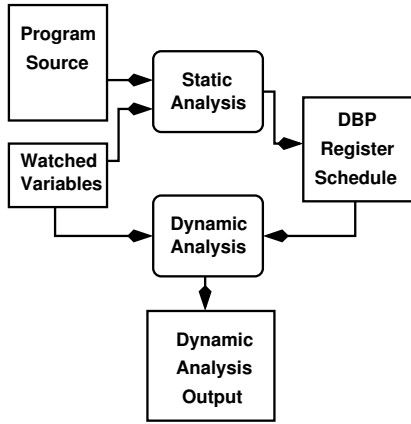 Program
Source
Static
Analysis
DBP
Register
Schedule
Watched
Variables
Dynamic
Analysis
Dynamic
Analysis
Output